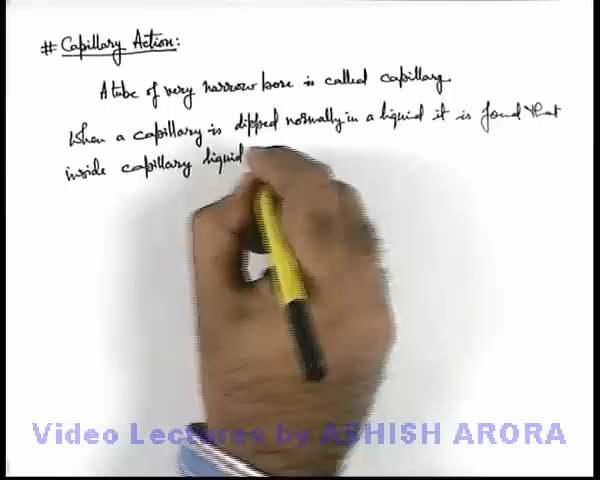 # Capillary Action:
A tube of very narrow bore is called capillary.
When a capillary is dipped normally in a liquid it is found that
inside capillary liquid
Video Lectures by ASHISH ARORA